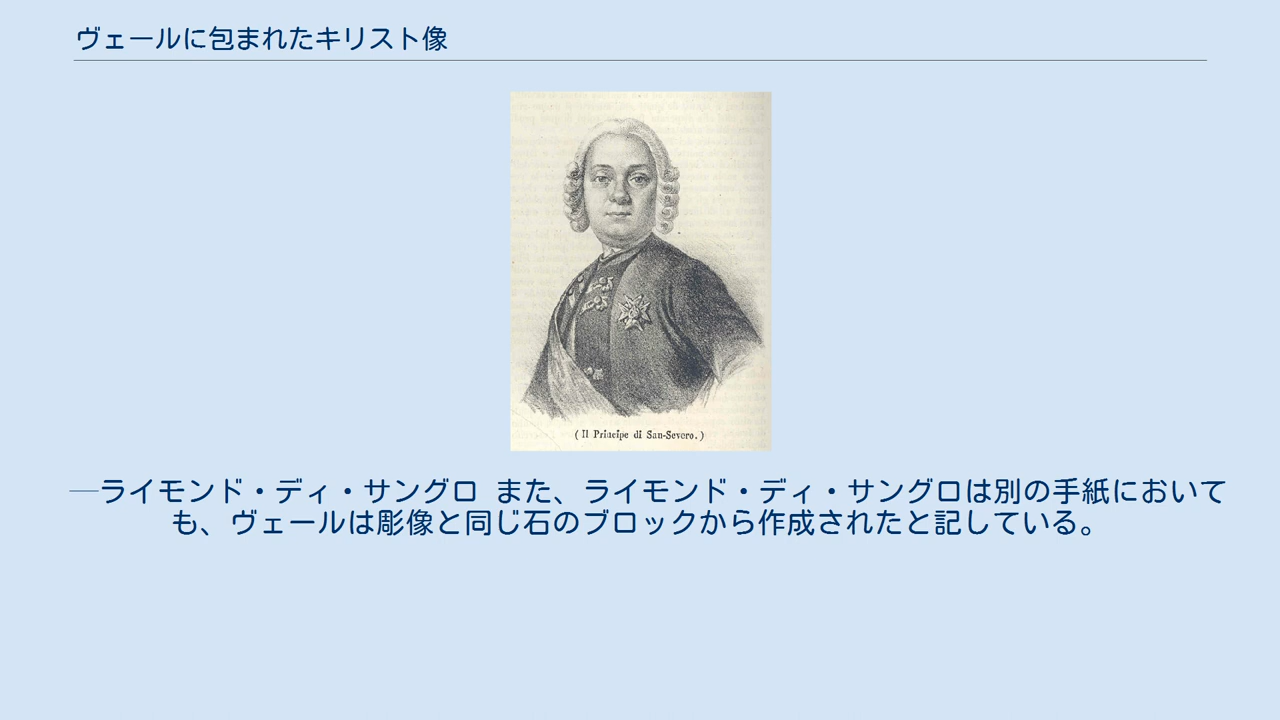 ヴェールに包まれたキリスト像
( Il Principe di San-Severo. )
―ライモンド・ディ・サングロ また、ライモンド・ディ・サングロは別の手紙において
も、ヴェールは彫像と同じ石のブロックから作成されたと記している。